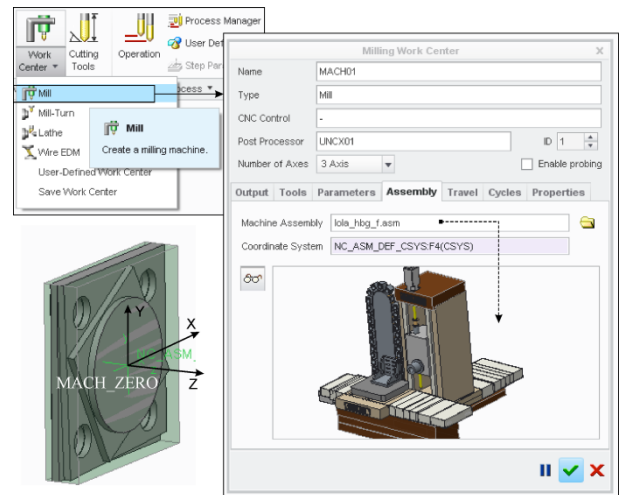 Process Manager
User Def
Step Par
Work Center
Cutting Tools
Operation
ocess
Mill
Mill-Turn
Lathe
Wire EDM
User-Defined Work Center
Save Work Center
Mill
Create a milling machine.
Milling Work Center
Name MACH01
Type Mill
CNC Control -
Post Processor UNCX01 ID 1
Number of Axes 3 Axis Enable probing
Output Tools Parameters Assembly Travel Cycles Properties
Machine Assembly lola_hbg_f.asm
Coordinate System NC_ASM_DEF_CSYS:F4(CSYS)
Y
X
NC_ASM_
MACH_ZERO Z